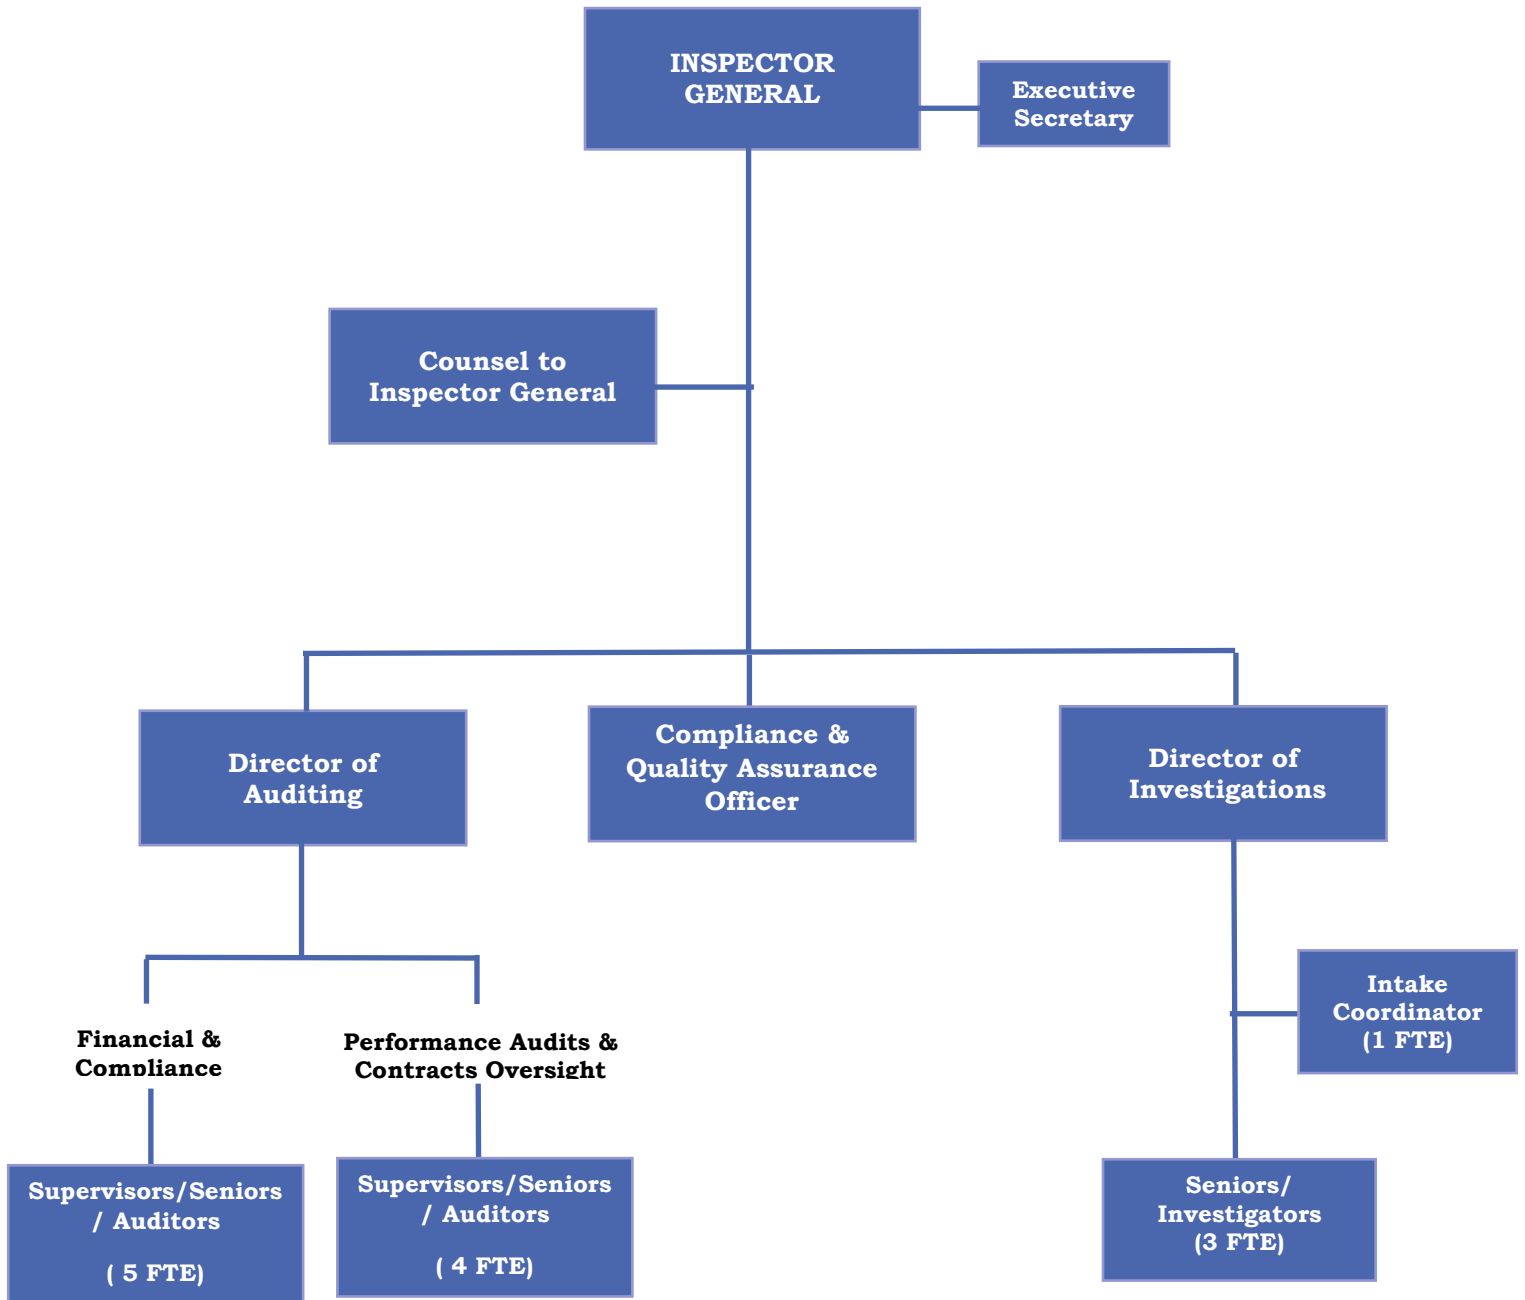 INSPECTOR
GENERAL
Executive
Secretary
Counsel to
Inspector General
Director of
Auditing
Compliance &
Quality Assurance
Officer
Director of
Investigations
Financial &
Compliance
Performance Audits &
Contracts Oversight
Intake
Coordinator
(1 FTE)
Supervisors/Seniors
/ Auditors
( 5 FTE)
Supervisors/Seniors
/ Auditors
( 4 FTE)
Seniors/
Investigators
(3 FTE)